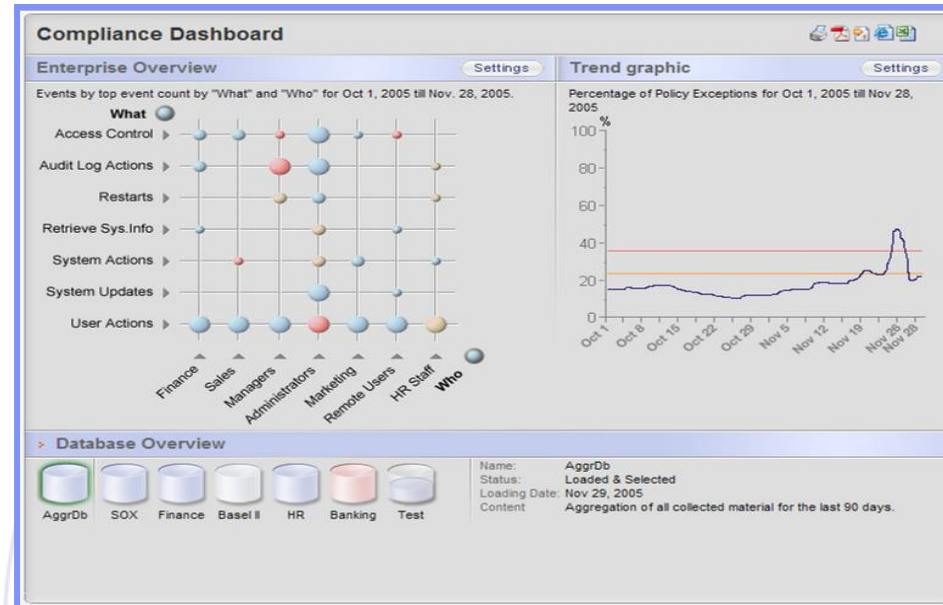 Compliance Dashboard
Enterprise Overview
Settings
Events by top event count by "What" and "Who" for Oct 1, 2005 till Nov. 28, 2005.
What
Access Control
Audit Log Actions
Restarts
Retrieve Sys.Info
System Actions
System Updates
User Actions
Finance
Sales
Managers
Administrators
Marketing
Remote Users
HR Staff
Who
Trend graphic
Settings
Percentage of Policy Exceptions for Oct 1, 2005 till Nov 28,
2005
%
100
80
60
40
20
0
Oct 1
Oct 8
Oct 15
Oct 22
Oct 29
Nov 5
Nov 12
Nov 19
Nov 26
Nov 28
Database Overview
AggrDb
SOX
Finance
Basel II
HR
Banking
Test
Name: AggrDb
Status: Loaded & Selected
Loading Date: Nov 29, 2005
Content Aggregation of all collected material for the last 90 days.